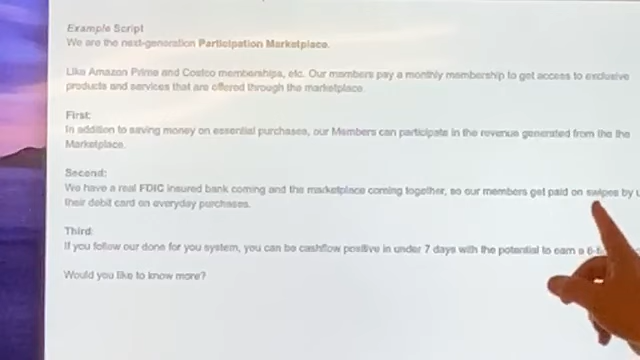 Example Script
We are the next-generation Participation Marketplace.
Like Amazon Prime and Costco memberships, etc. Our members pay a monthly membership to get access to exclusive
products and services that are offered through the marketplace.
First:
In addition to saving money on essential purchases, our Members can participate in the revenue generated from the the
Marketplace.
Second:
We have a real FDIC insured bank coming and the marketplace coming together, so our members get paid on swipes by
their debit card on everyday purchases.
Third:
If you follow our done for you system, you can be cashflow positive in under 7 days with the potential to earn a
Would you like to know more?